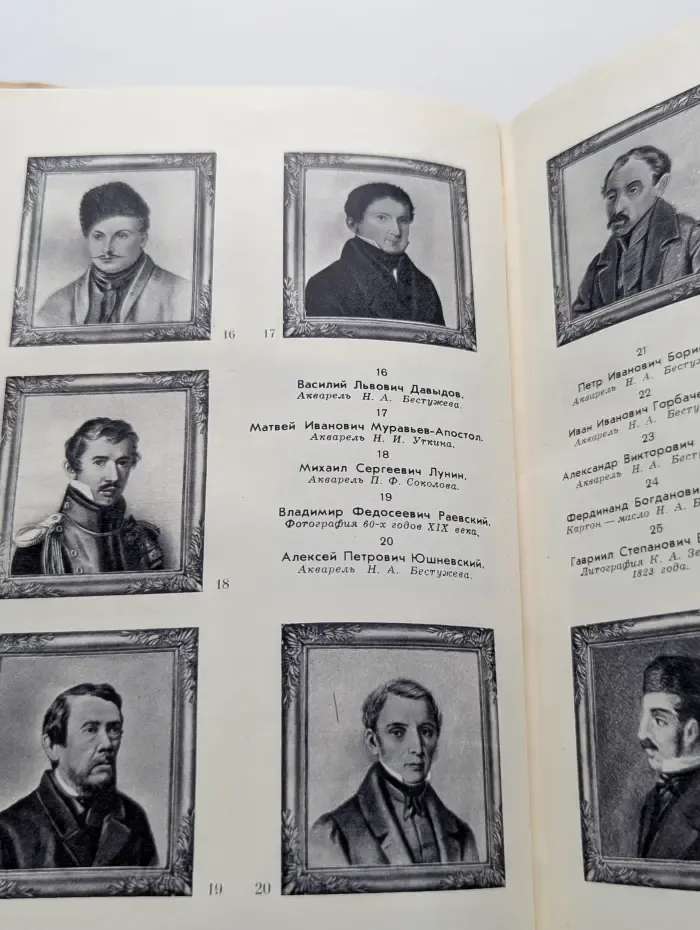 16
17
16
Василий Львович Давыдов.
Акварель Н. А. Бестужева.
17
Матвей Иванович Муравьев-Апостол.
Акварель Н. И. Уткина.
18
Михаил Сергеевич Лунин.
Акварель П. Ф. Соколова.
19
Владимир Федосеевич Раевский.
Фотография 60-х годов XIX века.
20
Алексей Петрович Юшневский.
Акварель Н. А. Бестужева.
18
19
20
21
Петр Иванович
Акварель Н. А.
22
Иван Иванович
Акварель Н. А.
23
Александр Викторович
Акварель Н. А.
24
Фердинанд Богданович
Картон — масло Н. А.
25
Гавриил Степанович
Литография К. А.
1823 года.